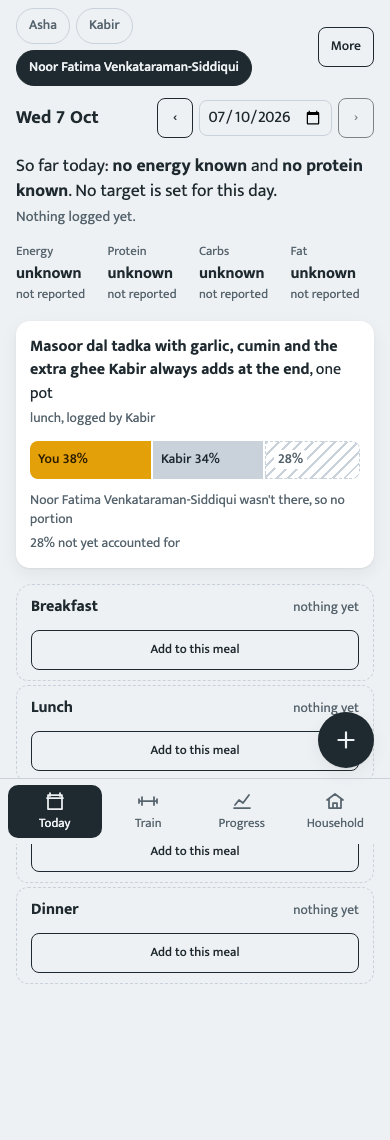 Asha
Kabir
Noor Fatima Venkataraman-Siddiqui
More
Wed 7 Oct
‹
07/10/2026
›
So far today: no energy known and no protein
known. No target is set for this day.
Nothing logged yet.
Energy
Protein
Carbs
Fat
unknown
unknown
unknown
unknown
not reported
not reported
not reported
not reported
Masoor dal tadka with garlic, cumin and the
extra ghee Kabir always adds at the end, one
pot
lunch, logged by Kabir
You 38%
Kabir 34%
28%
Noor Fatima Venkataraman-Siddiqui wasn't there, so no
portion
28% not yet accounted for
Breakfast
nothing yet
Add to this meal
Lunch
nothing yet
Add to this meal
+
Today
Train
Progress
Household
Add to this meal
Dinner
nothing yet
Add to this meal